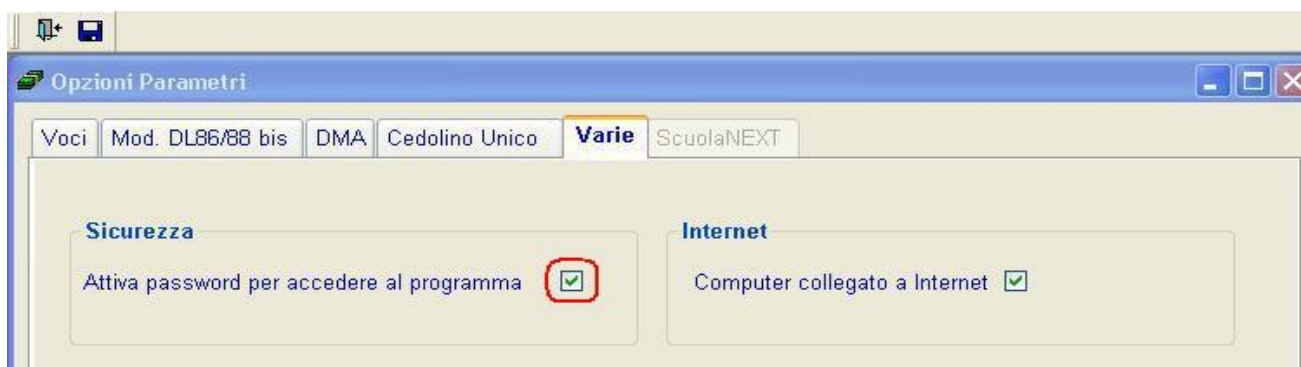 Opzioni Parametri
Voci Mod. DL86/88 bis DMA Cedolino Unico Varie ScuolaNEXT
Sicurezza Internet
Attiva password per accedere al programma Computer collegato a Internet